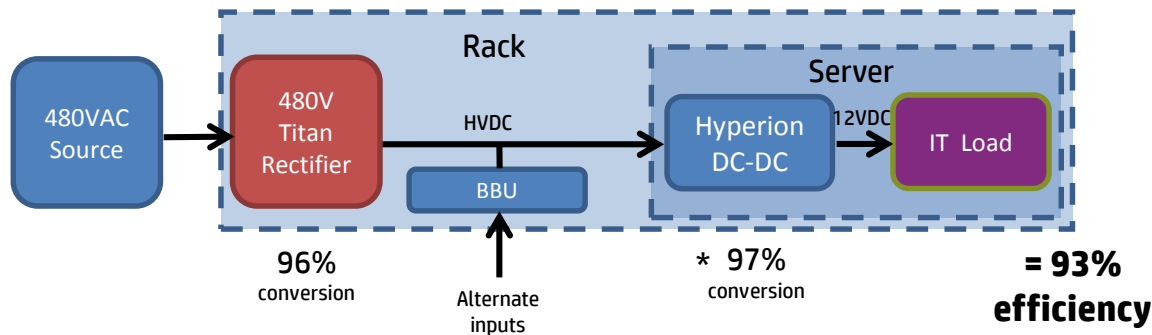 Rack
Server
480VAC
Source
480V
Titan
Rectifier
HVDC
BBU
Hyperion
DC-DC
12VDC
IT Load
96%
conversion
Alternate
inputs
* 97%
conversion
= 93%
efficiency